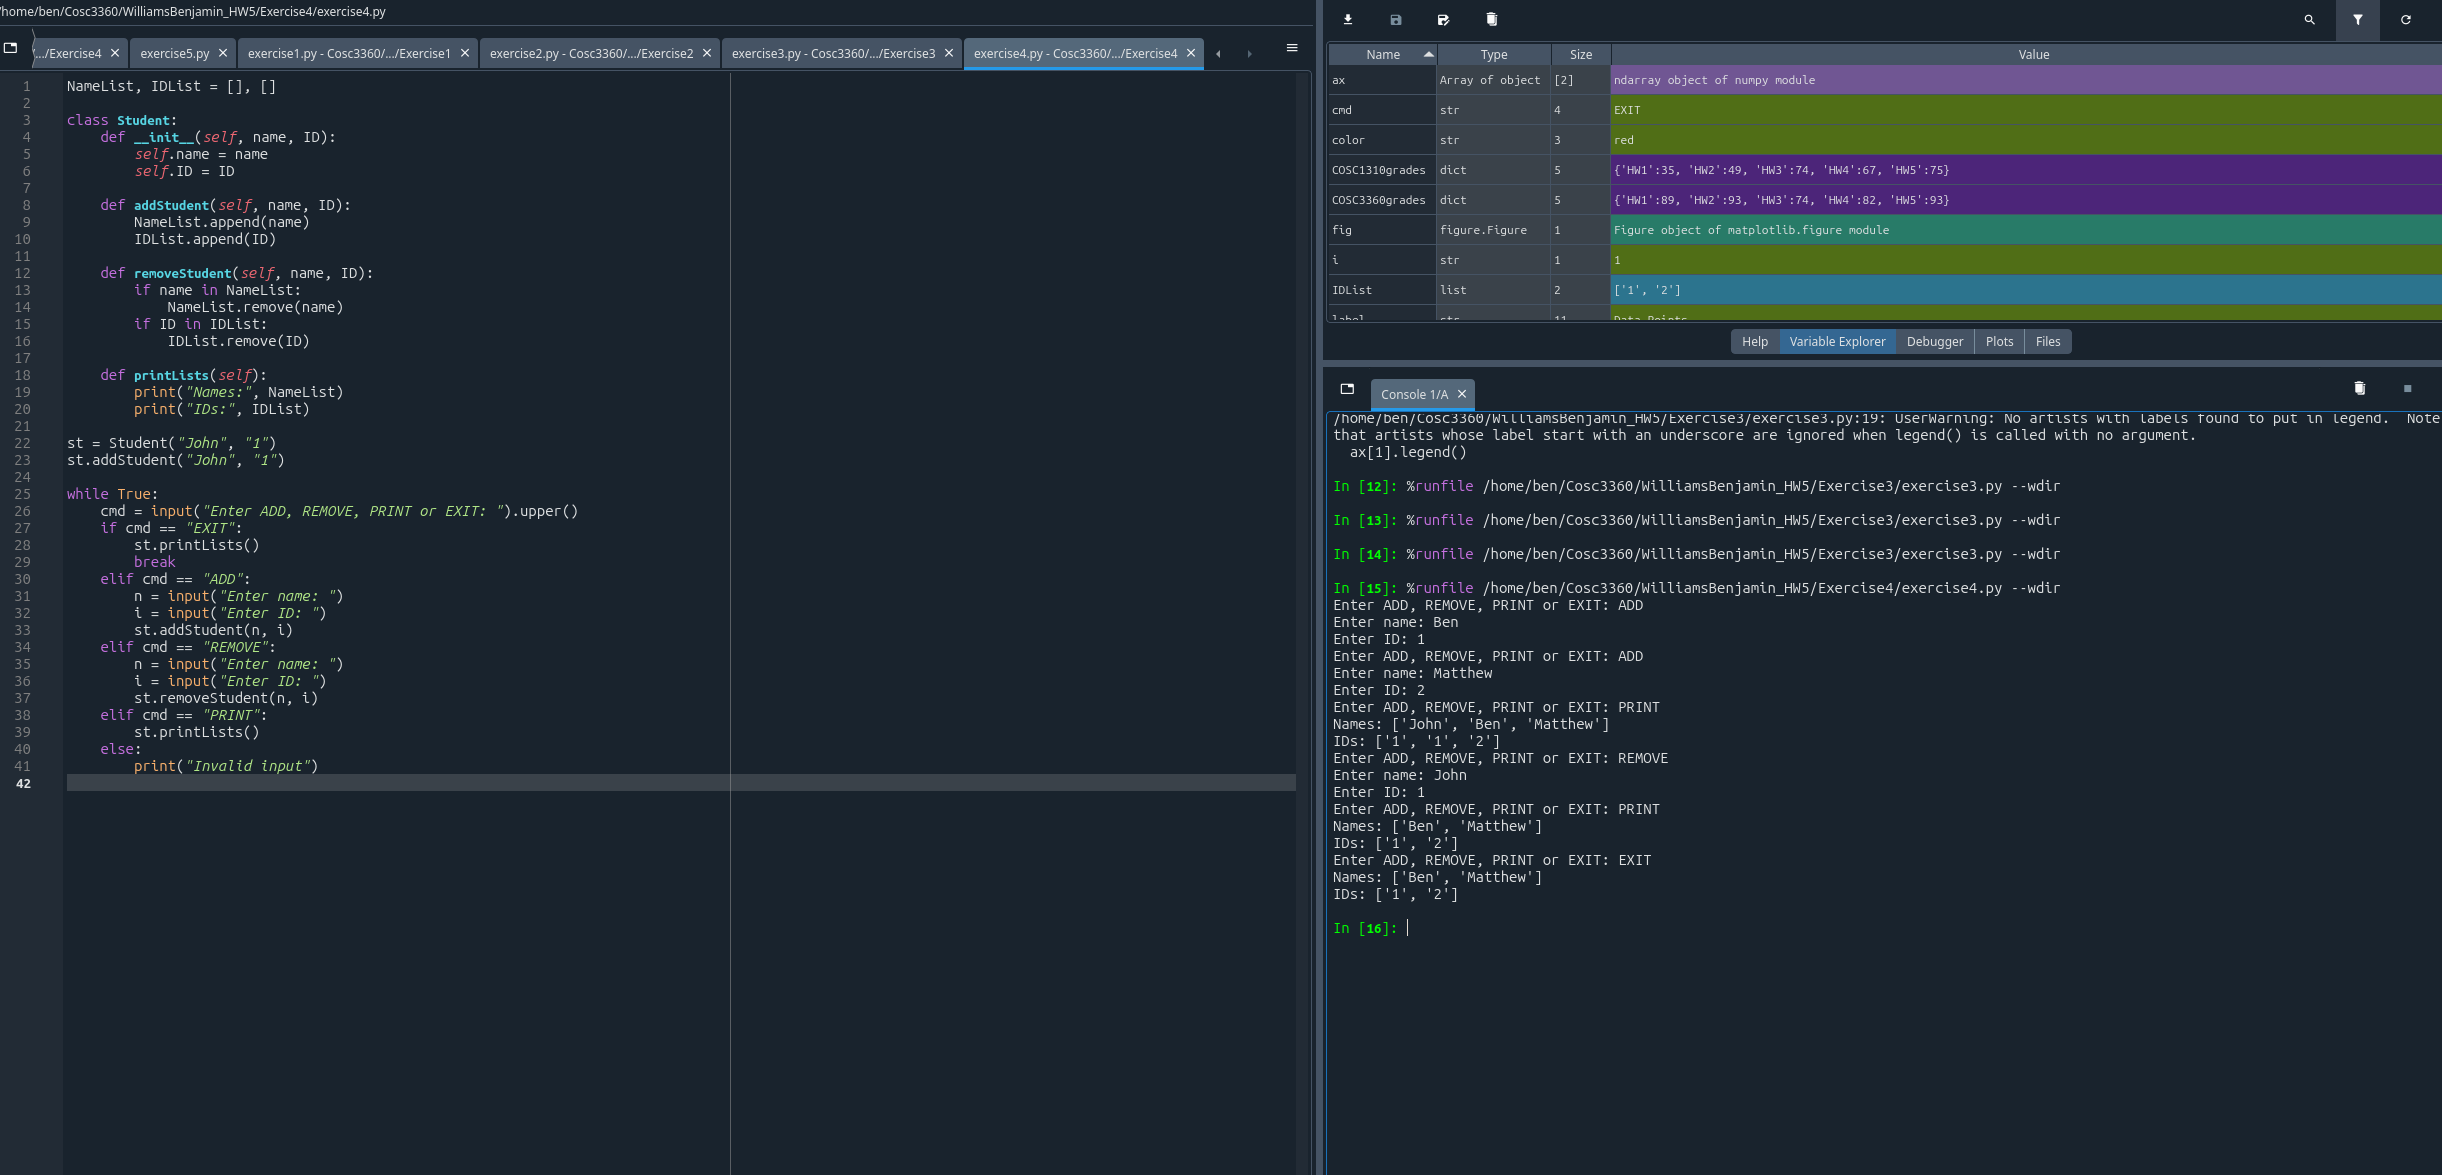 /home/ben/Cosc3360/WilliamsBenjamin_HW5/Exercise4/exercise4.py
.../Exercise4 exercise5.py exercise1.py - Cosc3360/.../Exercise1 exercise2.py - Cosc3360/.../Exercise2 exercise3.py - Cosc3360/.../Exercise3 exercise4.py - Cosc3360/.../Exercise4
1 NameList, IDList = [], []
2
3 class Student:
4     def __init__(self, name, ID):
5         self.name = name
6         self.ID = ID
7
8     def addStudent(self, name, ID):
9         NameList.append(name)
10         IDList.append(ID)
11
12     def removeStudent(self, name, ID):
13         if name in NameList:
14             NameList.remove(name)
15         if ID in IDList:
16             IDList.remove(ID)
17
18     def printLists(self):
19         print("Names:", NameList)
20         print("IDs:", IDList)
21
22 st = Student("John", "1")
23 st.addStudent("John", "1")
24
25 while True:
26     cmd = input("Enter ADD, REMOVE, PRINT or EXIT: ").upper()
27     if cmd == "EXIT":
28         st.printLists()
29         break
30     elif cmd == "ADD":
31         n = input("Enter name: ")
32         i = input("Enter ID: ")
33         st.addStudent(n, i)
34     elif cmd == "REMOVE":
35         n = input("Enter name: ")
36         i = input("Enter ID: ")
37         st.removeStudent(n, i)
38     elif cmd == "PRINT":
39         st.printLists()
40     else:
41         print("Invalid input")
42
Name Type Size Value
ax Array of object [2] ndarray object of numpy module
cmd str 4 EXIT
color str 3 red
COSC1310grades dict 5 {'HW1':35, 'HW2':49, 'HW3':74, 'HW4':67, 'HW5':75}
COSC3360grades dict 5 {'HW1':89, 'HW2':93, 'HW3':74, 'HW4':82, 'HW5':93}
fig figure.Figure 1 Figure object of matplotlib.figure module
i str 1 1
IDList list 2 ['1', '2']
label str 11 Data Points
Help Variable Explorer Debugger Plots Files
Console 1/A
/home/ben/Cosc3360/WilliamsBenjamin_HW5/Exercise3/exercise3.py:19: UserWarning: No artists with labels found to put in legend.  Note
that artists whose label start with an underscore are ignored when legend() is called with no argument.
  ax[1].legend()
In [12]: %runfile /home/ben/Cosc3360/WilliamsBenjamin_HW5/Exercise3/exercise3.py --wdir
In [13]: %runfile /home/ben/Cosc3360/WilliamsBenjamin_HW5/Exercise3/exercise3.py --wdir
In [14]: %runfile /home/ben/Cosc3360/WilliamsBenjamin_HW5/Exercise3/exercise3.py --wdir
In [15]: %runfile /home/ben/Cosc3360/WilliamsBenjamin_HW5/Exercise4/exercise4.py --wdir
Enter ADD, REMOVE, PRINT or EXIT: ADD
Enter name: Ben
Enter ID: 1
Enter ADD, REMOVE, PRINT or EXIT: ADD
Enter name: Matthew
Enter ID: 2
Enter ADD, REMOVE, PRINT or EXIT: PRINT
Names: ['John', 'Ben', 'Matthew']
IDs: ['1', '1', '2']
Enter ADD, REMOVE, PRINT or EXIT: REMOVE
Enter name: John
Enter ID: 1
Enter ADD, REMOVE, PRINT or EXIT: PRINT
Names: ['Ben', 'Matthew']
IDs: ['1', '2']
Enter ADD, REMOVE, PRINT or EXIT: EXIT
Names: ['Ben', 'Matthew']
IDs: ['1', '2']
In [16]: